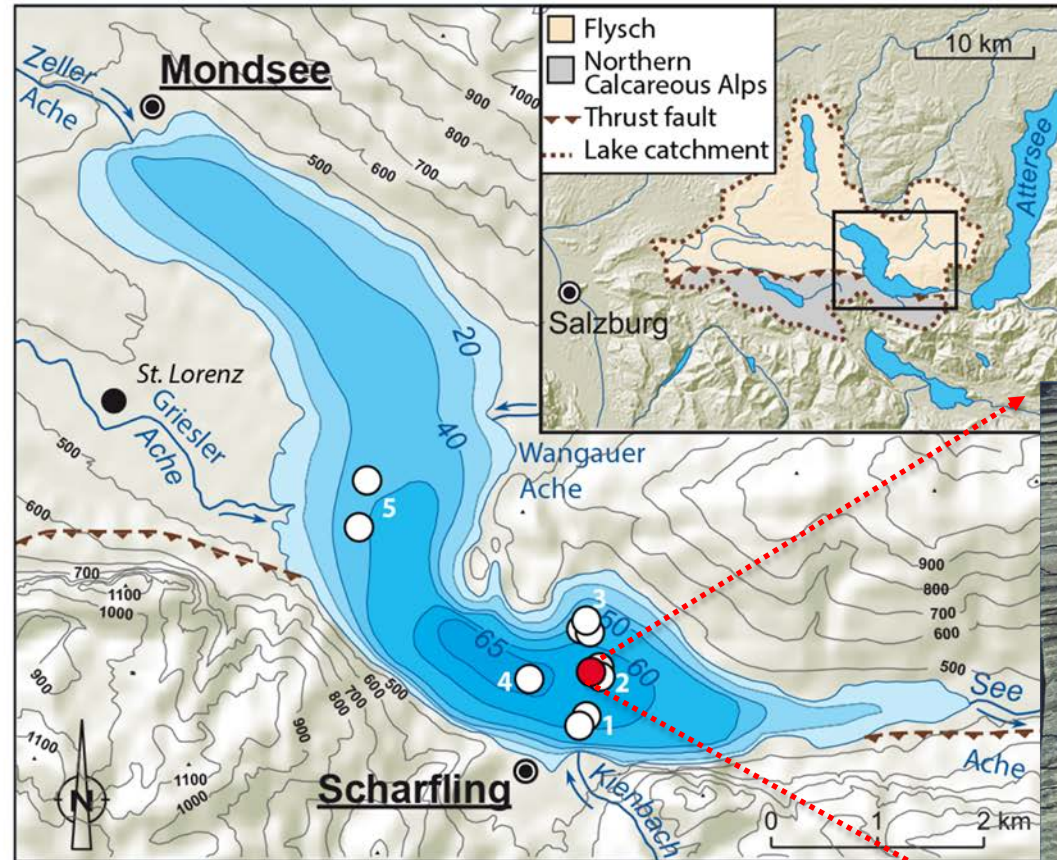 Zeller
Ache
Mondsee
900
1000
800
700
600
500
Flysch
Northern
Calcareous Alps
Thrust fault
Lake catchment
10 km
Attersee
Salzburg
20
40
St. Lorenz
Griesler
Ache
Wangauer
Ache
500
600
700
1100
1000
5
3
50
65
60
4
2
1
900
800
700
600
500
See
Ache
900
1000
1100
500
600
700
800
900
1100
1000
N
Scharfling
Kienbach
0 1 2 km